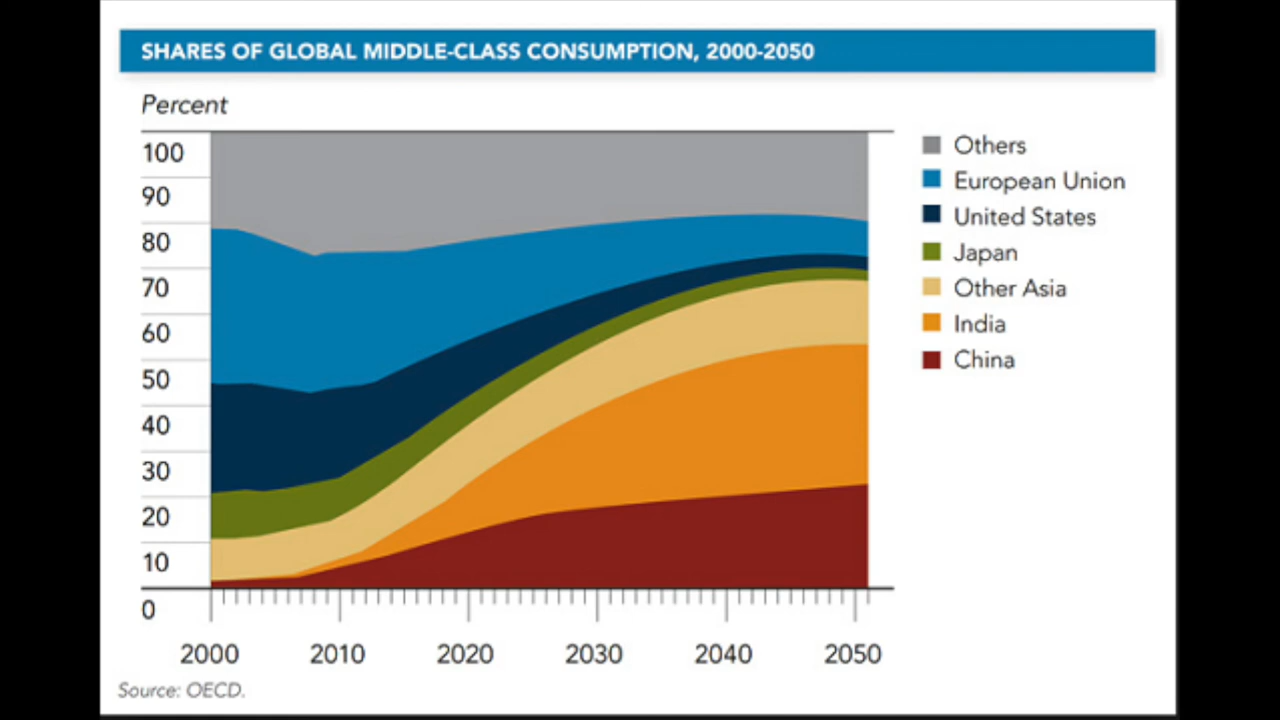 SHARES OF GLOBAL MIDDLE-CLASS CONSUMPTION, 2000-2050
Percent
100
90
80
70
60
50
40
30
20
10
0
2000 2010 2020 2030 2040 2050
Others
European Union
United States
Japan
Other Asia
India
China
Source: OECD.